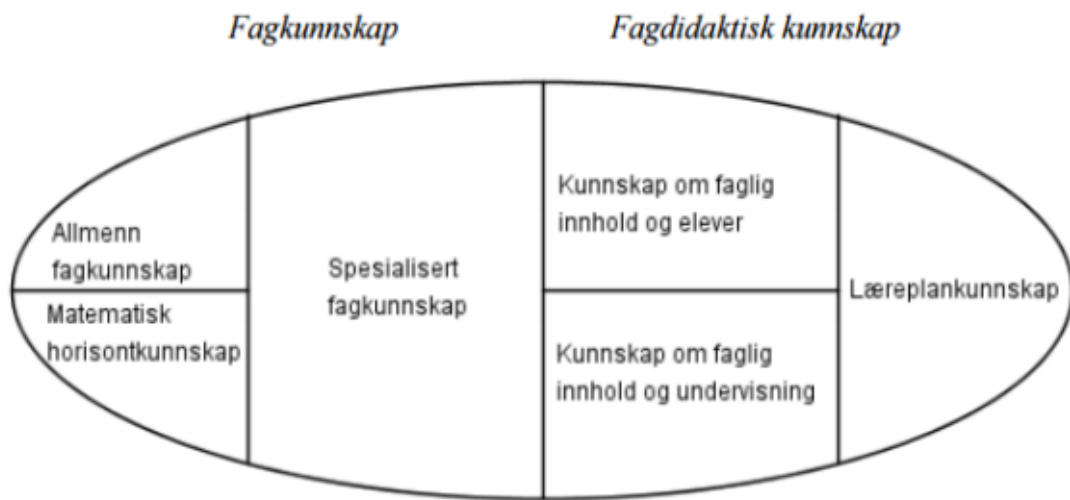 Fagkunnskap
Fagdidaktisk kunnskap
Allmenn
fagkunnskap
Matematisk
horisontkunnskap
Spesialisert
fagkunnskap
Kunnskap om faglig
innhold og elever
Kunnskap om faglig
innhold og undervisning
Læreplankunnskap